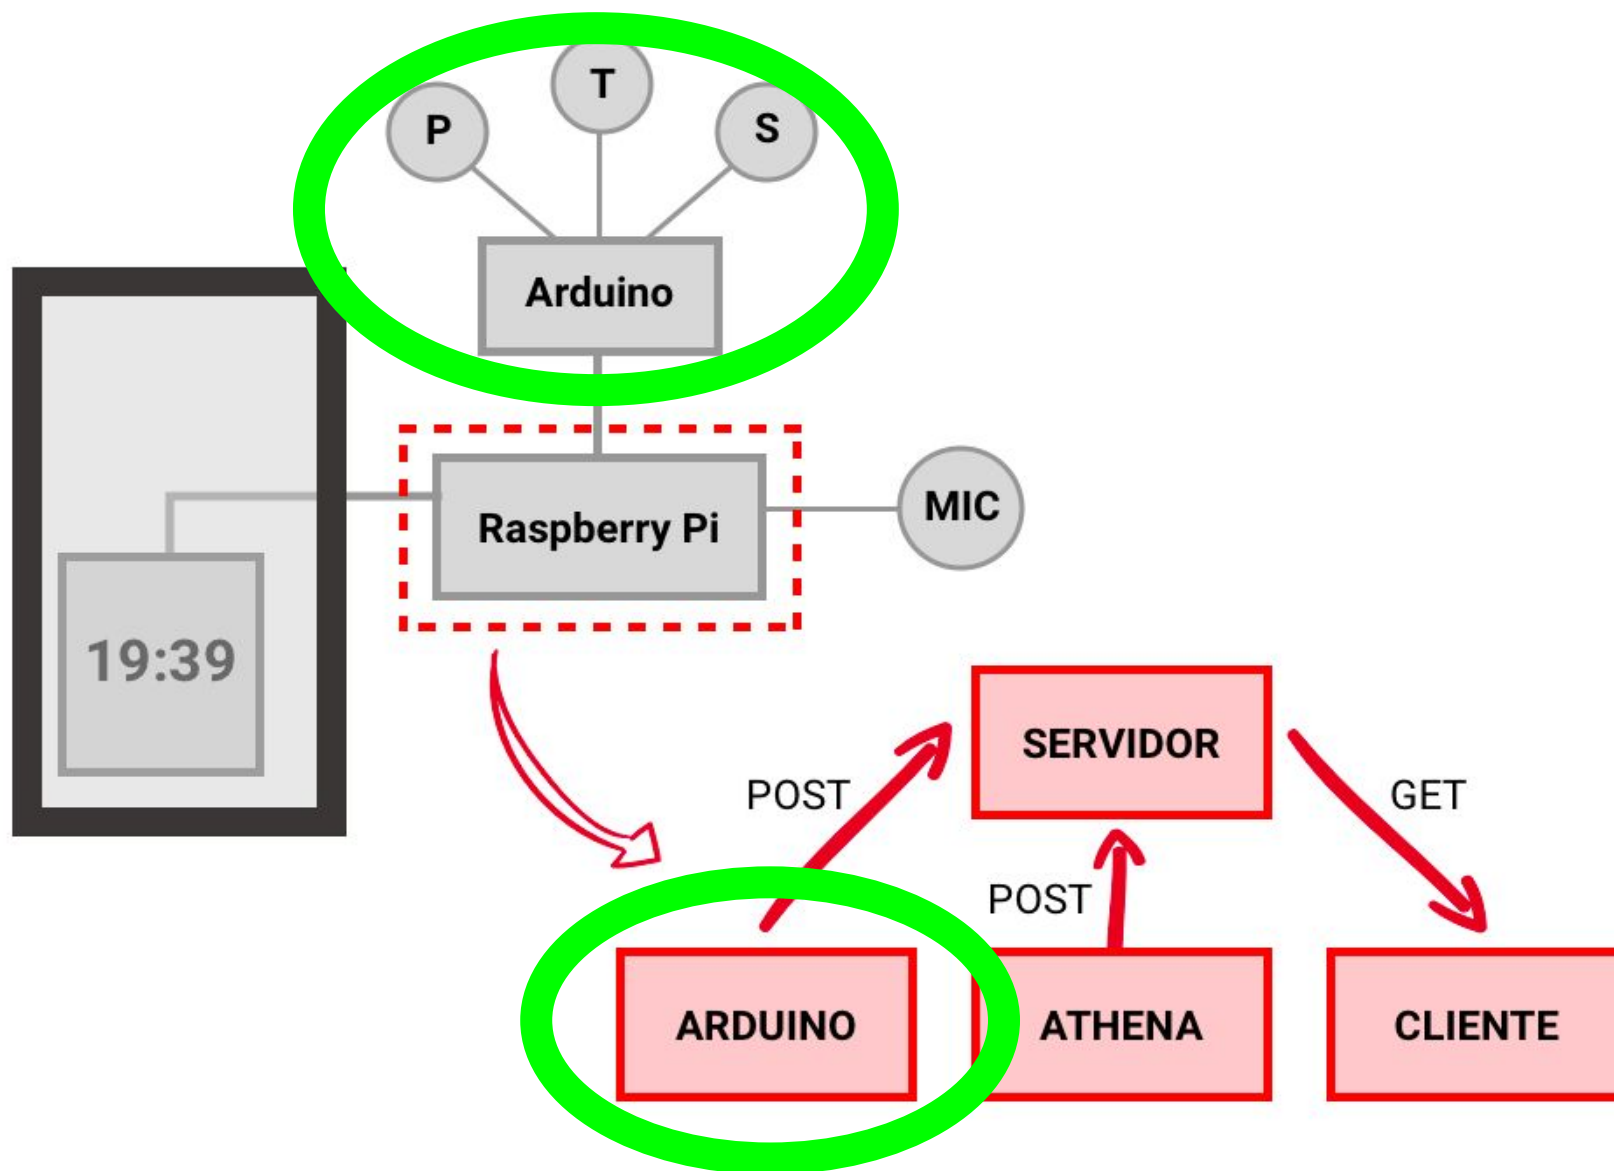 T
P
S
Arduino
Raspberry Pi
MIC
19:39
SERVIDOR
POST
GET
POST
ARDUINO
ATHENA
CLIENTE